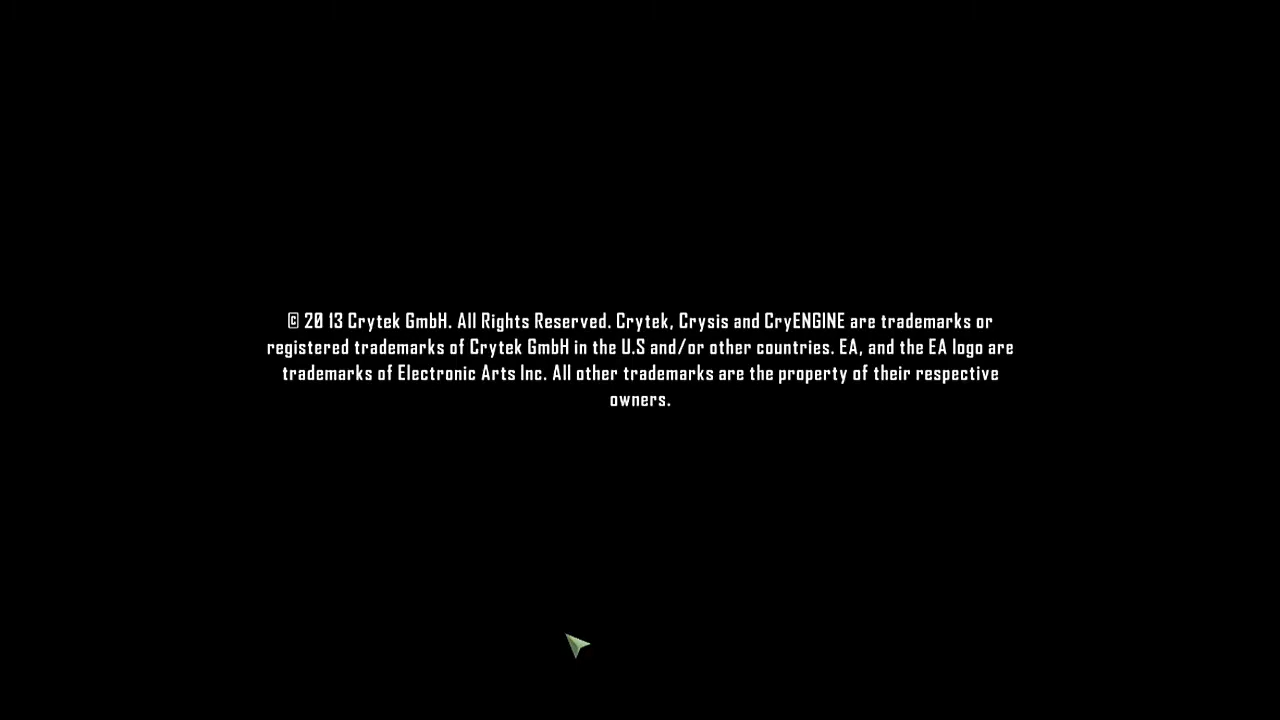 © 2013 Crytek GmbH. All Rights Reserved. Crytek, Crysis and CryENGINE are trademarks or
registered trademarks of Crytek GmbH in the U.S and/or other countries. EA, and the EA logo are
trademarks of Electronic Arts Inc. All other trademarks are the property of their respective
owners.